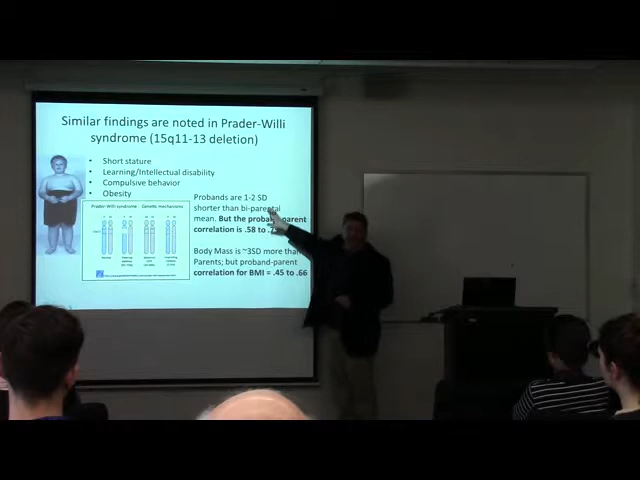 Similar findings are noted in Prader-Willi
syndrome (15q11-13 deletion)
• Short stature
• Learning/Intellectual disability
• Compulsive behavior
• Obesity
Prader-Willi syndrome Genetic mechanisms
Probands are 1-2 SD
shorter than bi-parental
mean. But the proband-parent
correlation is .58 to
Body Mass is ~3SD more than
Parents; but proband-parent
correlation for BMI = .45 to .66